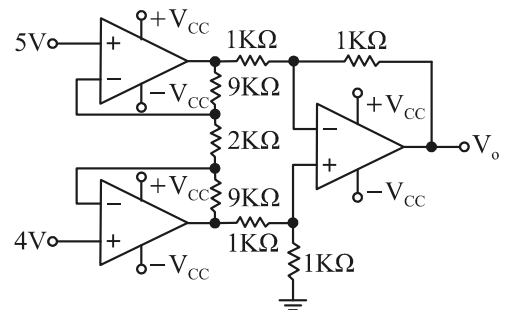 +V_CC
5V
+
−
−V_CC
1KΩ
1KΩ
9KΩ
2KΩ
+V_CC
−
+
V_o
−V_CC
+V_CC
−
9KΩ
4V
+
−V_CC
1KΩ
1KΩ